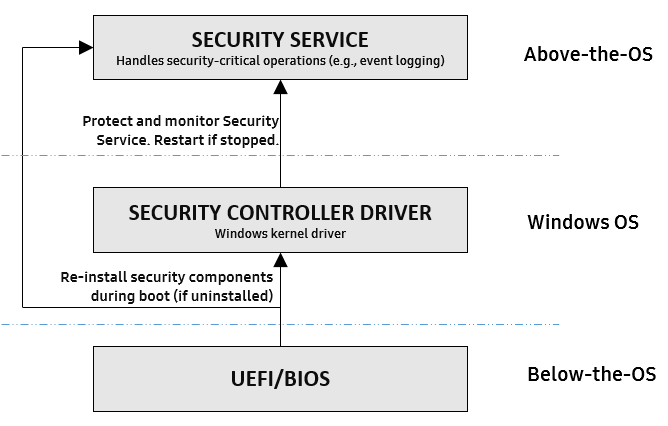 SECURITY SERVICE
Handles security-critical operations (e.g., event logging)
Above-the-OS
Protect and monitor Security
Service. Restart if stopped.
SECURITY CONTROLLER DRIVER
Windows kernel driver
Windows OS
Re-install security components
during boot (if uninstalled)
UEFI/BIOS
Below-the-OS